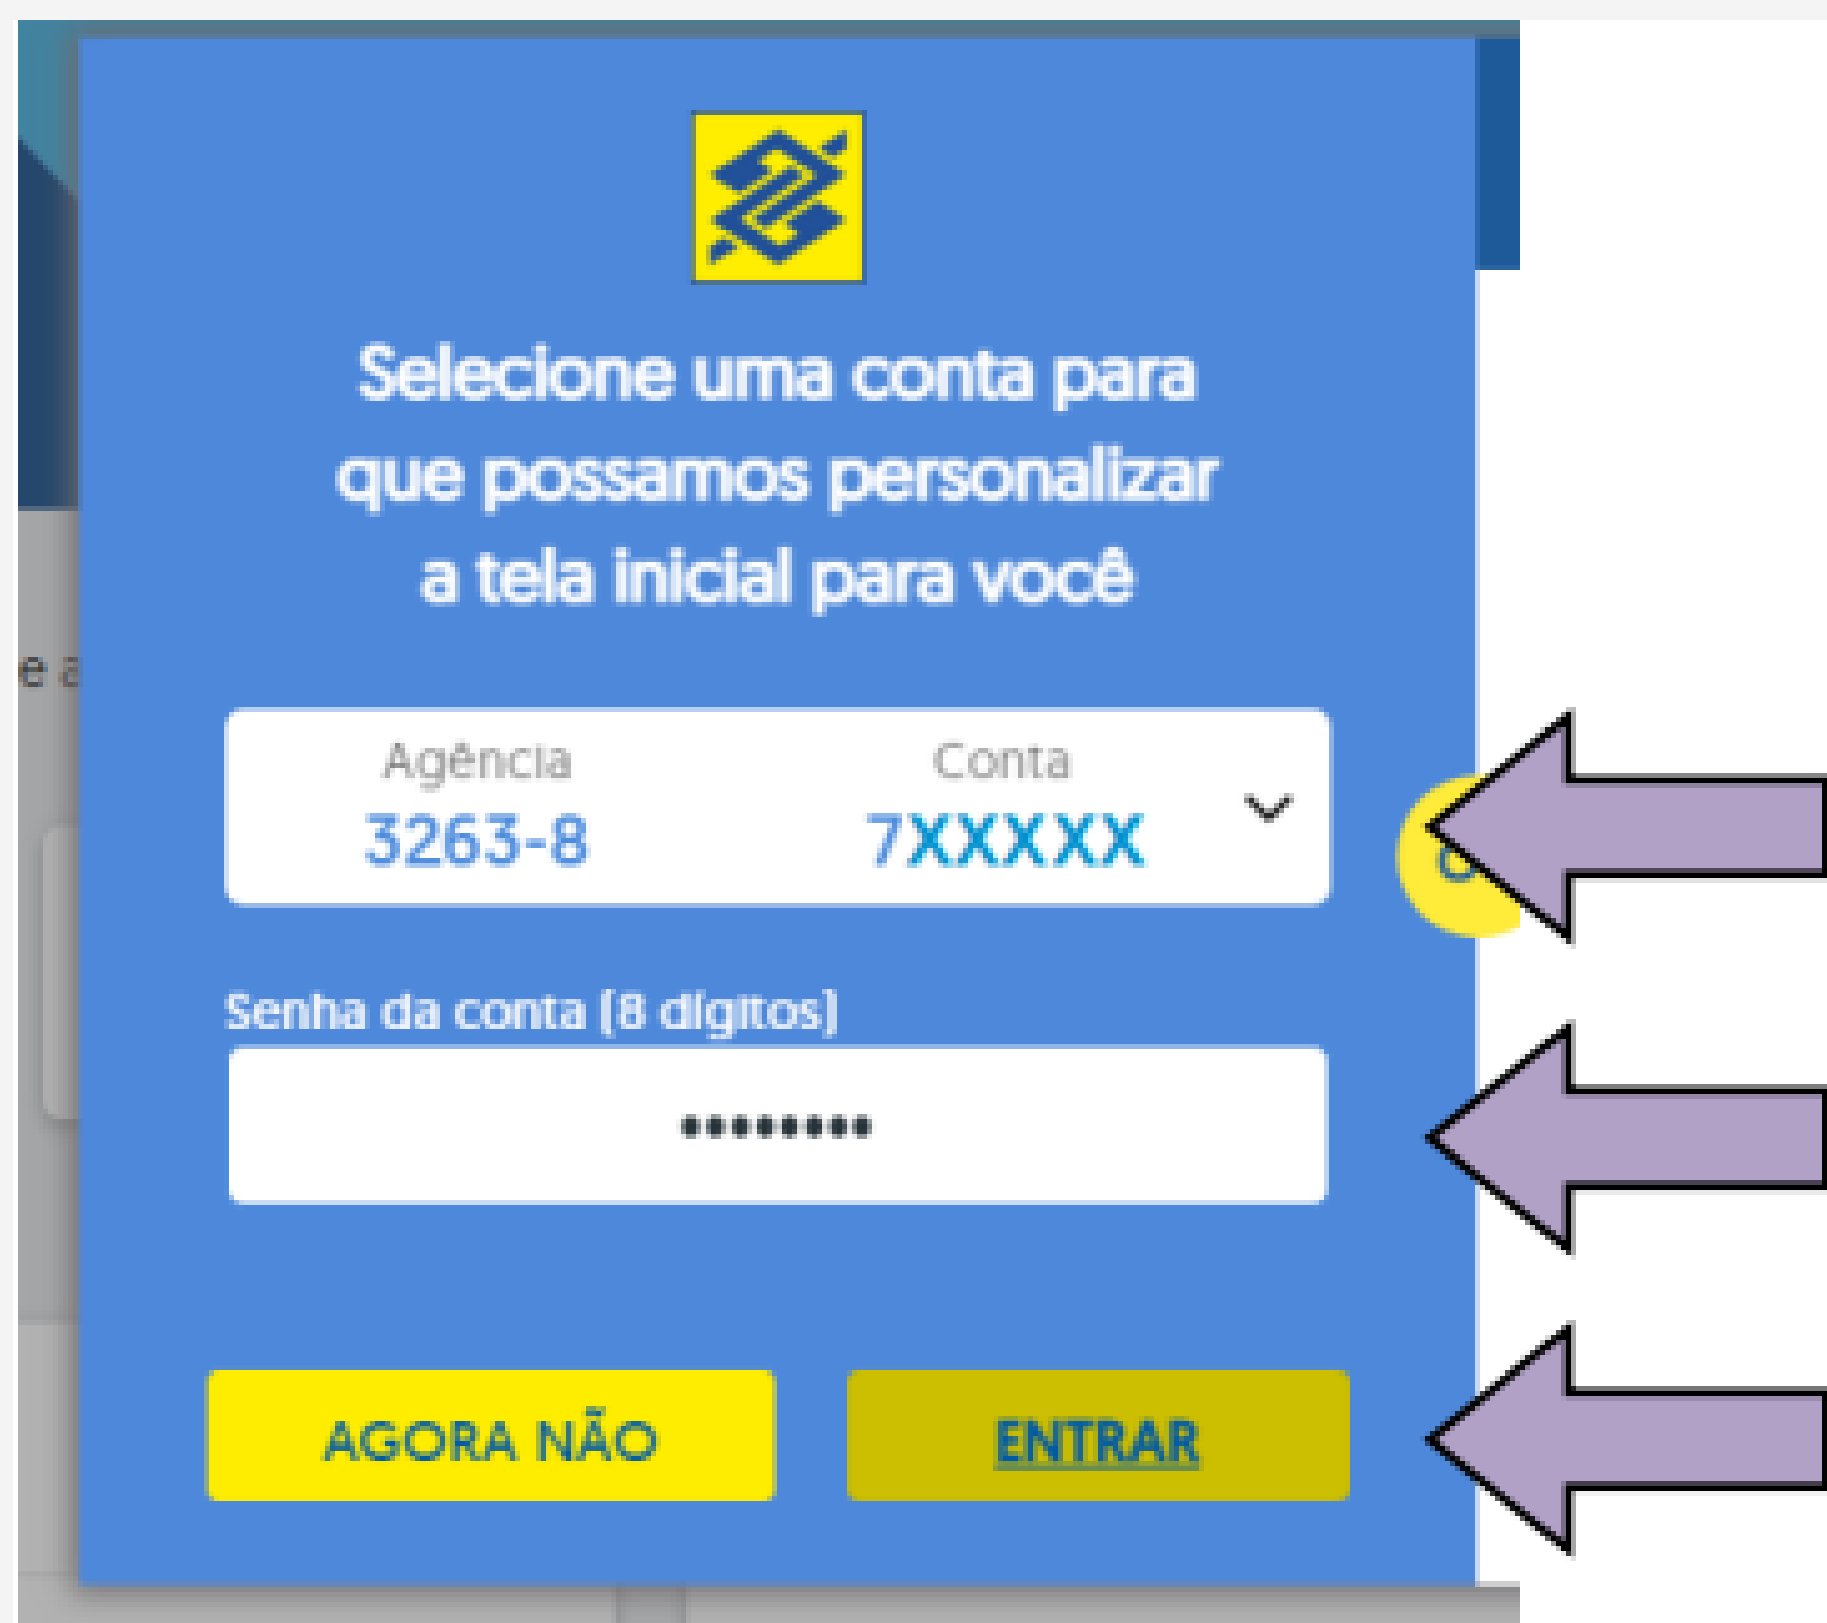 Selecione uma conta para
que possamos personalizar
a tela inicial para você
e a
Agência Conta
3263-8 7XXXXX
Senha da conta (8 dígitos)
••••••••
AGORA NÃO ENTRAR